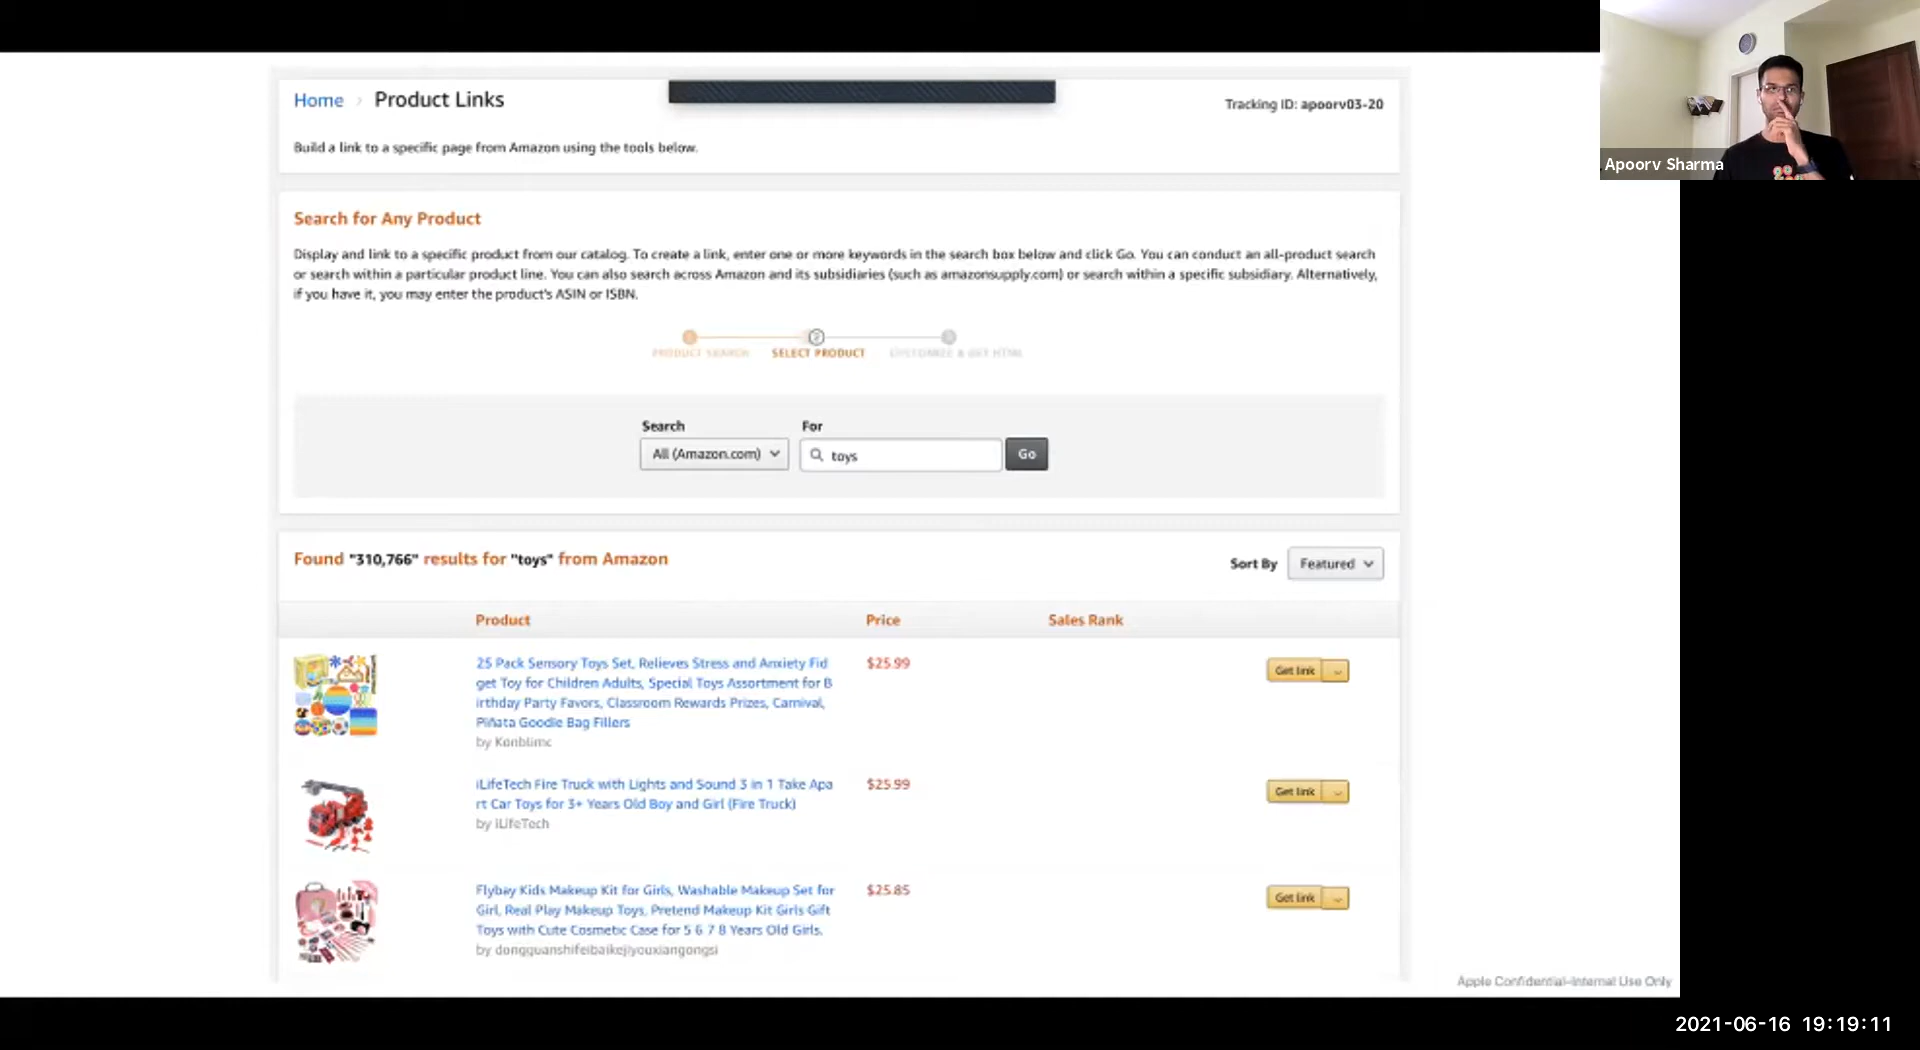 Home › Product Links
Tracking ID: apoorv03-20
Build a link to a specific page from Amazon using the tools below.
Search for Any Product
Display and link to a specific product from our catalog. To create a link, enter one or more keywords in the search box below and click Go. You can conduct an all-product search
or search within a particular product line. You can also search across Amazon and its subsidiaries (such as amazonsupply.com) or search within a specific subsidiary. Alternatively,
if you have it, you may enter the product's ASIN or ISBN.
2
PRODUCT SEARCH SELECT PRODUCT CUSTOMIZE & GET HTML
Search For
All (Amazon.com) toys Go
Found "310,766" results for "toys" from Amazon
Sort By Featured
Product Price Sales Rank
25 Pack Sensory Toys Set, Relieves Stress and Anxiety Fid $25.99 Get link
get Toy for Children Adults, Special Toys Assortment for B
irthday Party Favors, Classroom Rewards Prizes, Carnival,
Piñata Goodie Bag Fillers
by Konblimc
iLifeTech Fire Truck with Lights and Sound 3 in 1 Take Apa $25.99 Get link
rt Car Toys for 3+ Years Old Boy and Girl (Fire Truck)
by iLifeTech
Flybay Kids Makeup Kit for Girls, Washable Makeup Set for $25.85 Get link
Girl, Real Play Makeup Toys, Pretend Makeup Kit Girls Gift
Toys with Cute Cosmetic Case for 5 6 7 8 Years Old Girls.
by dongguanshifeibaikejiyouxiangongsi
Apple Confidential–Internal Use Only
Apoorv Sharma
2021-06-16 19:19:11